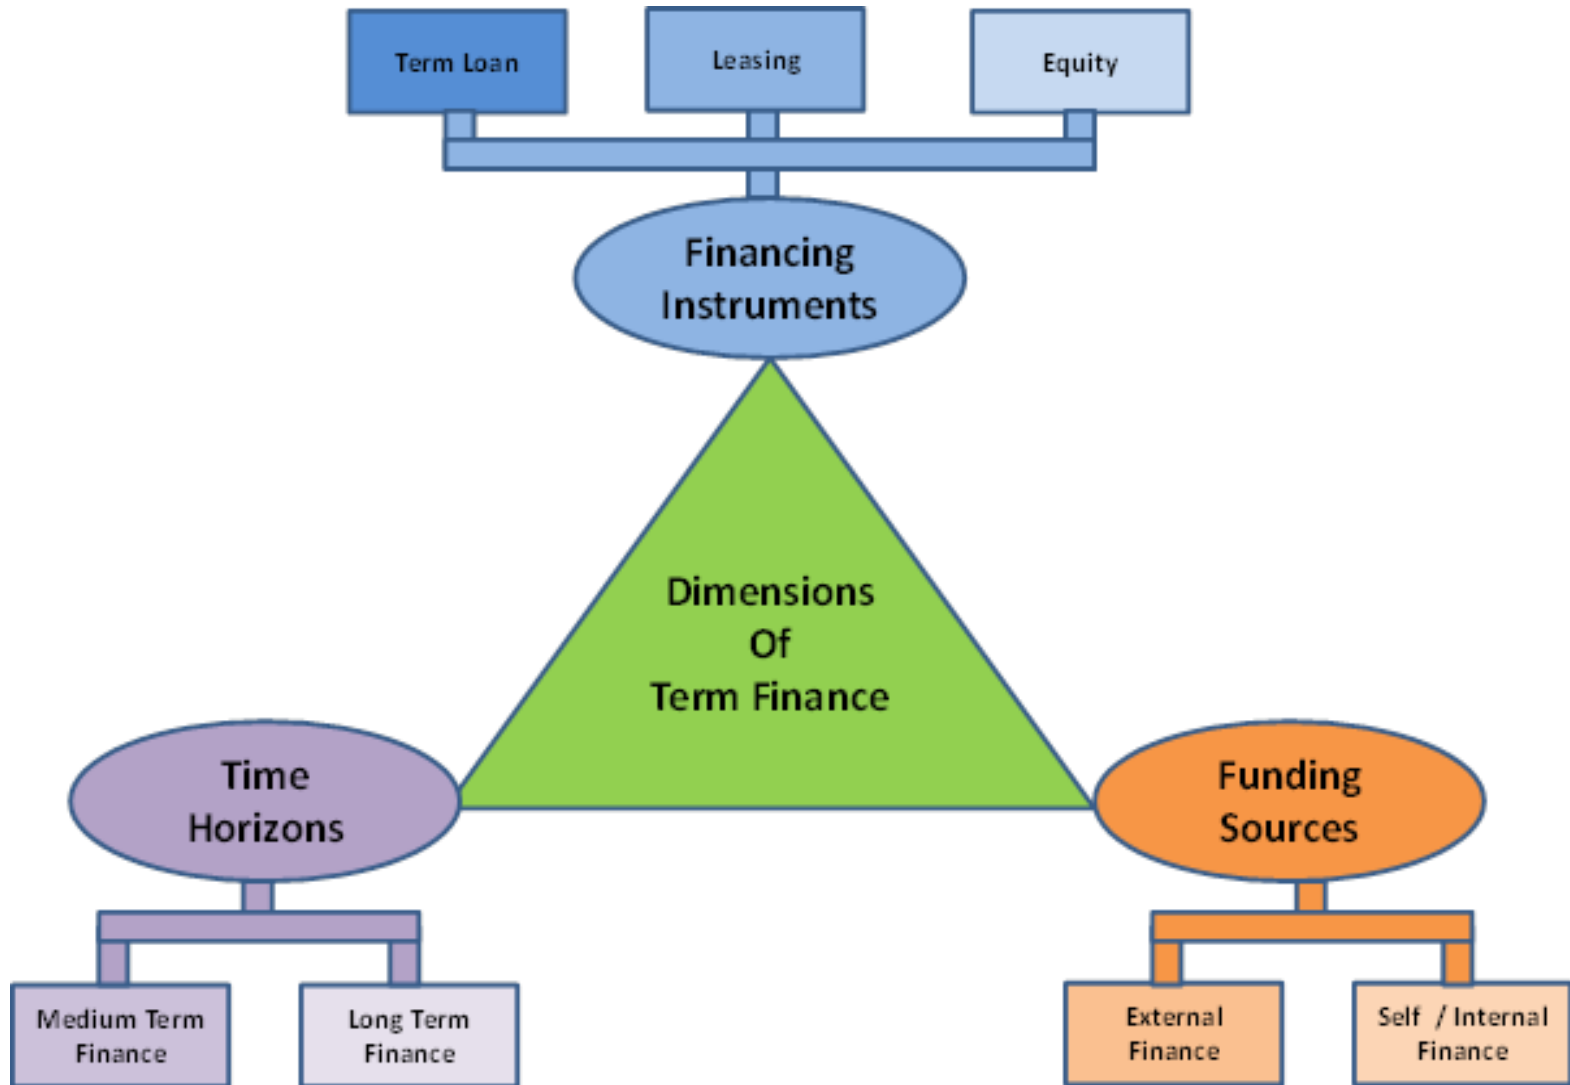 Term Loan
Leasing
Equity
Financing
Instruments
Dimensions
Of
Term Finance
Time
Horizons
Funding
Sources
Medium Term
Finance
Long Term
Finance
External
Finance
Self / Internal
Finance